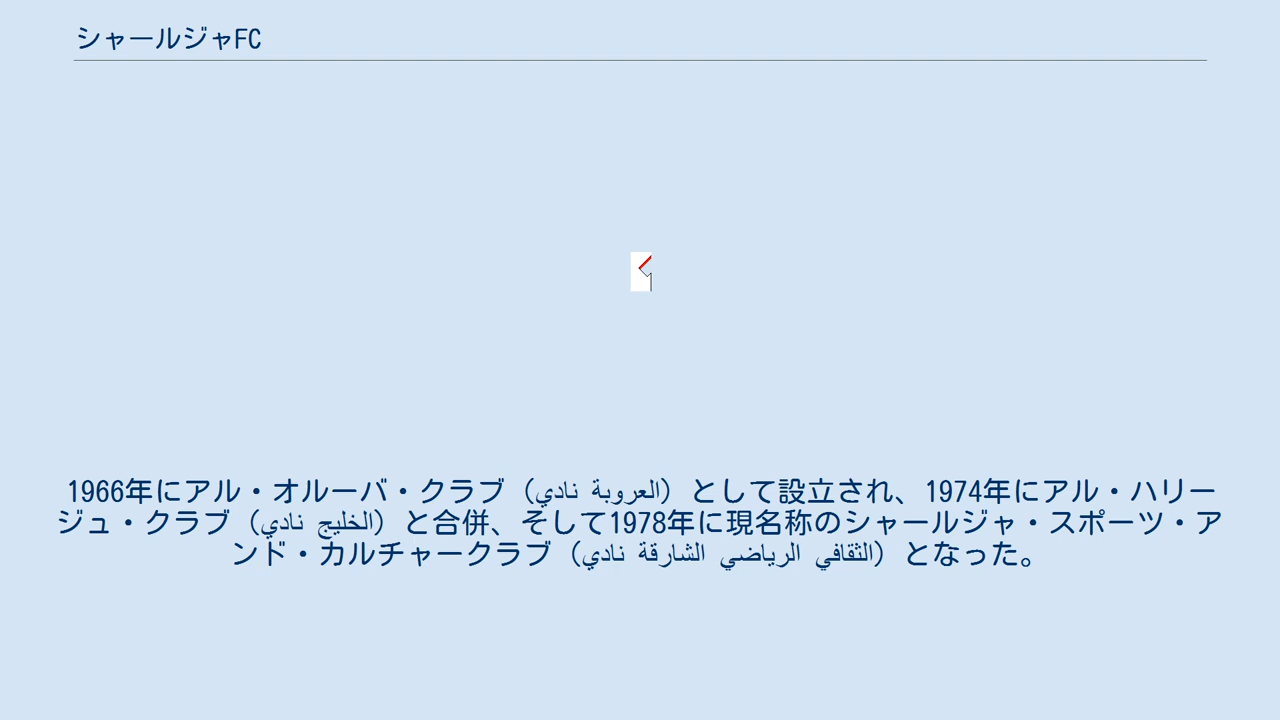 シャールジャFC
1966年にアル・オルーバ・クラブ（نادي العروبة）として設立され、1974年にアル・ハリー
ジュ・クラブ（نادي الخليج）と合併、そして1978年に現名称のシャールジャ・スポーツ・ア
ンド・カルチャークラブ（نادي الشارقة الرياضي الثقافي）となった。